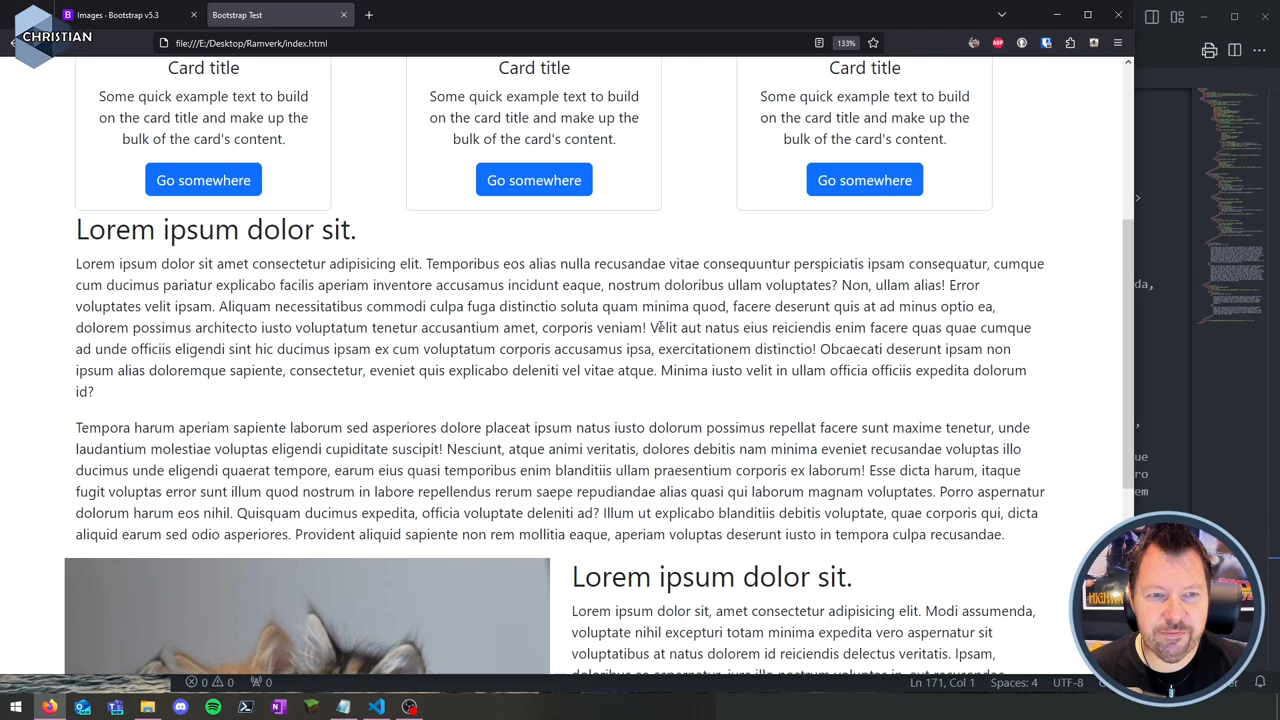 Images · Bootstrap v5.3
Bootstrap Test
CHRISTIAN
file:///E:/Desktop/Ramverk/index.html
133%
ABP
Card title
Some quick example text to build
on the card title and make up the
bulk of the card's content.
Go somewhere
Card title
Some quick example text to build
on the card title and make up the
bulk of the card's content.
Go somewhere
Card title
Some quick example text to build
on the card title and make up the
bulk of the card's content.
Go somewhere
Lorem ipsum dolor sit.
Lorem ipsum dolor sit amet consectetur adipisicing elit. Temporibus sed alias nulla recusandae vitae consequuntur perspiciatis ipsam consequatur, cumque
cum ducimus pariatur explicabo facilis aperiam inventore accusamus incidunt eaque, nostrum doloribus ullam voluptates? Non, ullam alias! Error
voluptates velit ipsam. Aliquam necessitatibus commodi culpa fuga quos et soluta quam minima quod, facere deserunt quis at ad minus optio ea,
dolorem possimus architecto iusto voluptatum tenetur accusantium amet, corporis veniam! Velit aut natus eius reiciendis enim facere quas quae cumque
ad unde officiis eligendi sint hic ducimus ipsam ex cum voluptatum corporis accusamus ipsa, exercitationem distinctio! Obcaecati deserunt ipsam non
ipsum alias doloremque sapiente, consectetur, eveniet quis explicabo deleniti vel vitae atque. Minima iusto velit in ullam officia officiis expedita dolorum
id?
Tempora harum aperiam sapiente laborum sed asperiores dolore placeat ipsum natus iusto dolorum possimus repellat facere sunt maxime tenetur, unde
laudantium molestiae voluptas eligendi cupiditate suscipit! Nesciunt, atque animi veritatis, dolores debitis nam minima eveniet recusandae voluptas illo
ducimus unde eligendi quaerat tempore, earum eius quasi temporibus enim blanditiis ullam praesentium corporis ex laborum! Esse dicta harum, itaque
fugit voluptas error sunt illum quod nostrum in labore repellendus rerum saepe repudiandae alias quasi qui laborum magnam voluptates. Porro aspernatur
dolorum harum eos nihil. Quisquam ducimus expedita, officia voluptate deleniti ad? Illum ut explicabo blanditiis debitis voluptate, quae corporis qui, dicta
aliquid earum sed odio asperiores. Provident aliquid sapiente non rem mollitia eaque, aperiam voluptas deserunt iusto in tempora culpa recusandae.
Lorem ipsum dolor sit.
Lorem ipsum dolor sit, amet consectetur adipisicing elit. Modi assumenda,
voluptate nihil excepturi totam minima expedita vero aspernatur sit
voluptatibus at natus dolorem id reiciendis delectus veritatis. Ipsam,
0 0 0
Ln 171, Col 1
Spaces: 4
UTF-8